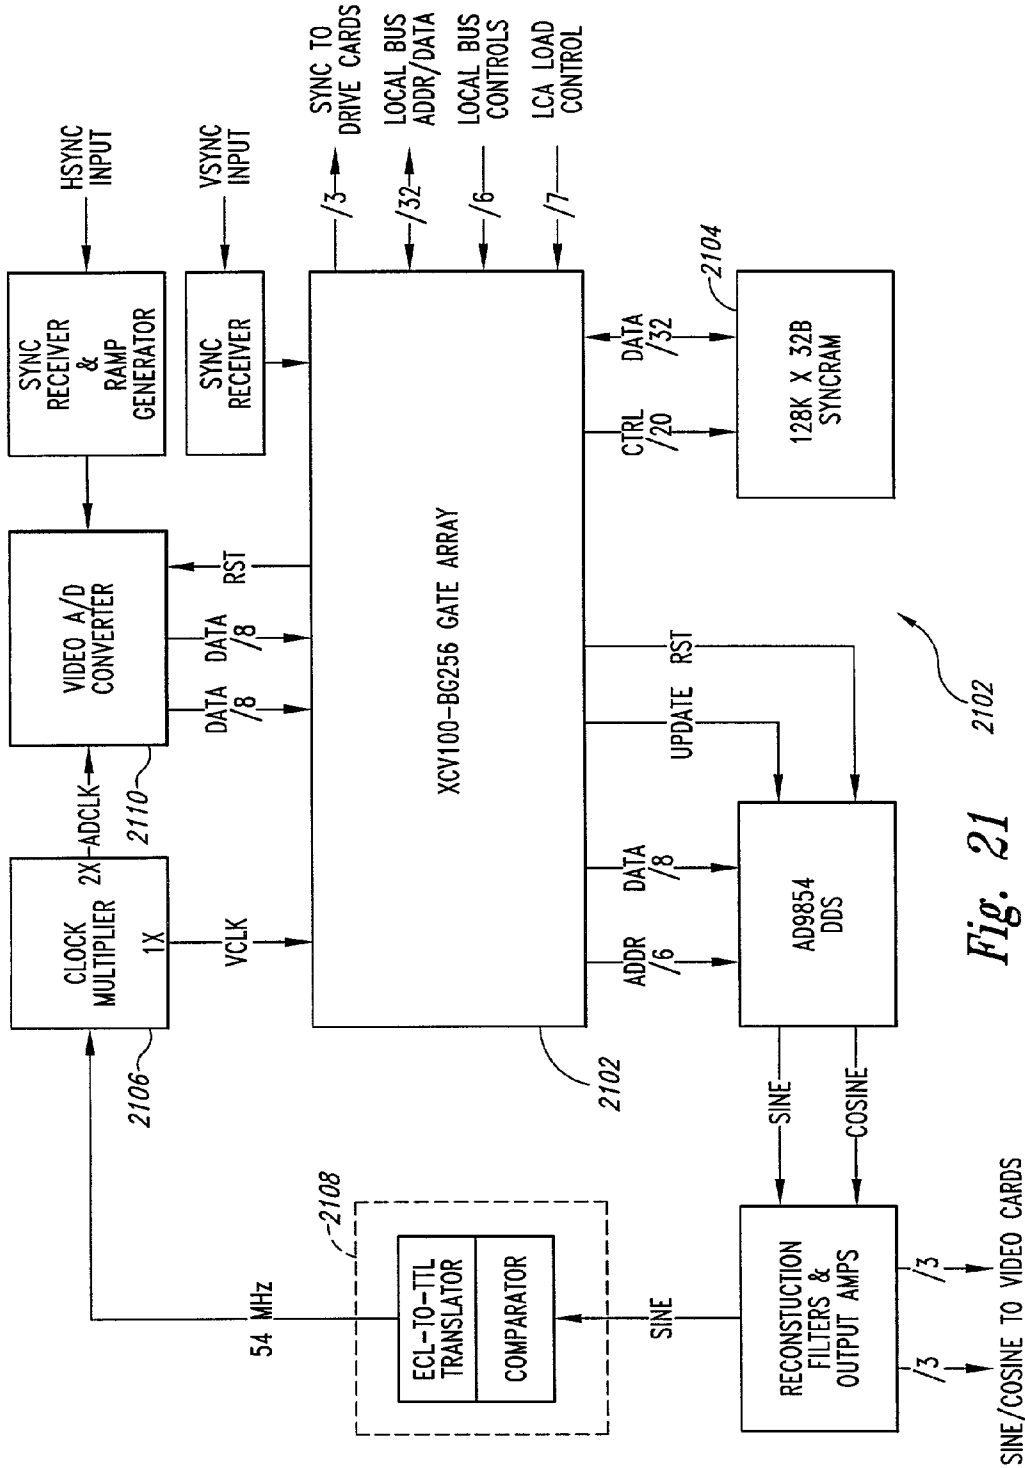 HSYNC
INPUT
VSYNC
INPUT
SYNC TO
DRIVE CARDS
LOCAL BUS
ADDR/DATA
LOCAL BUS
CONTROLS
LCA LOAD
CONTROL
/3
/32
/6
/7
SYNC
RECEIVER
&
RAMP
GENERATOR
SYNC
RECEIVER
VIDEO A/D
CONVERTER
2110
ADCLK
CLOCK
MULTIPLIER 2X
1X
2106
VCLK
DATA
/8
DATA
/8
RST
XCV100-BG256 GATE ARRAY
2102
DATA
/32
CTRL
/20
2104
128K X 32B
SYNCRAM
UPDATE
RST
DATA
/8
ADDR
/6
AD9854
DDS
SINE
COSINE
54 MHz
2108
ECL-TO-TTL
TRANSLATOR
COMPARATOR
SINE
RECONSTUCTION
FILTERS &
OUTPUT AMPS
/3
/3
SINE/COSINE TO VIDEO CARDS
2102
Fig. 21